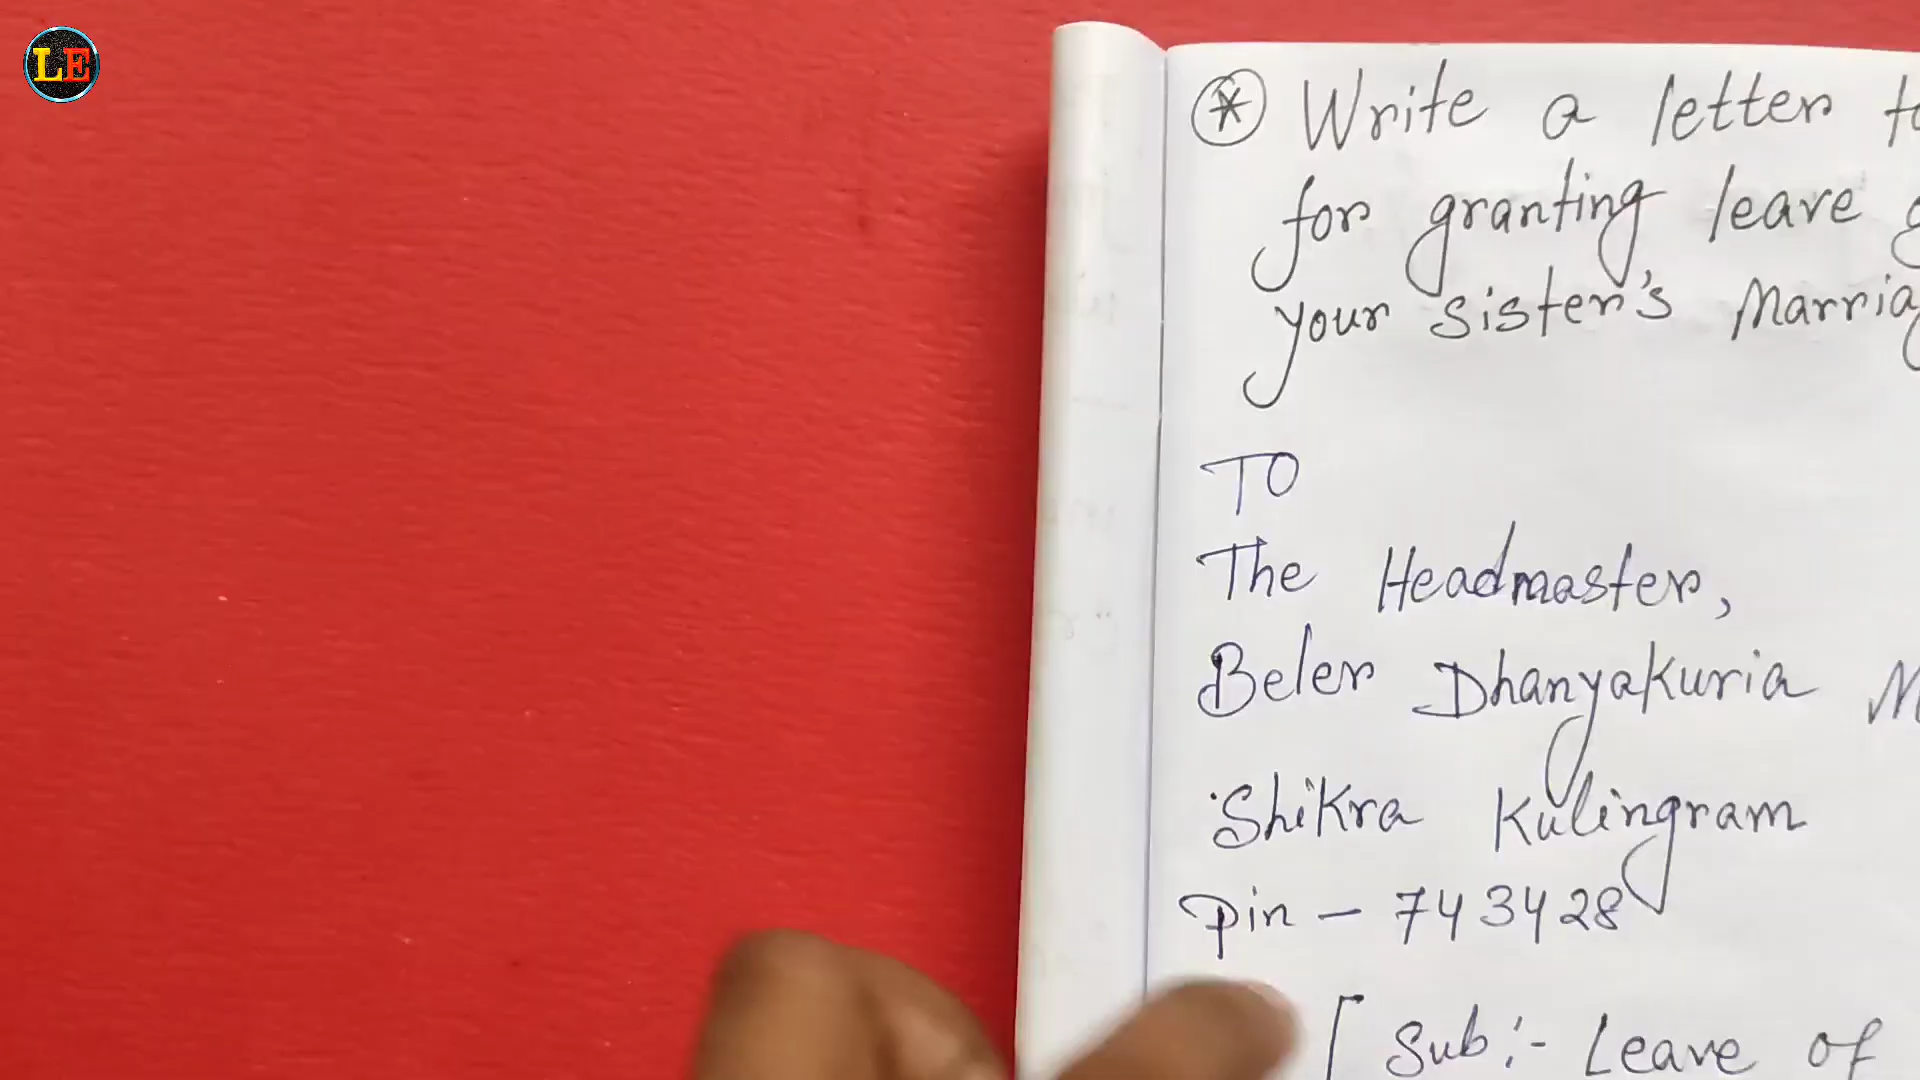 LE
* Write a letter
for granting leave
your sister's
TO
The Headmaster,
Beler Dhanyakuria
Shikra Kulingram
Pin - 743428
[ Sub:- Leave of